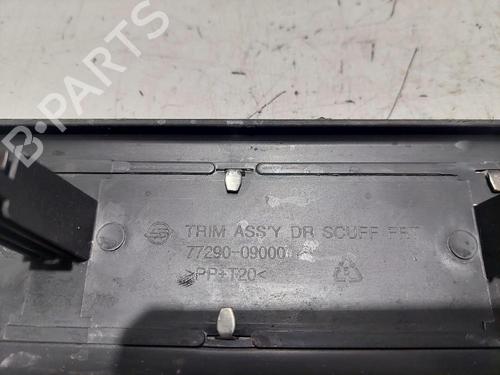 TRIM ASS'Y DR SCUFF FRT
77290-09000
>PP+T20<
B-Parts